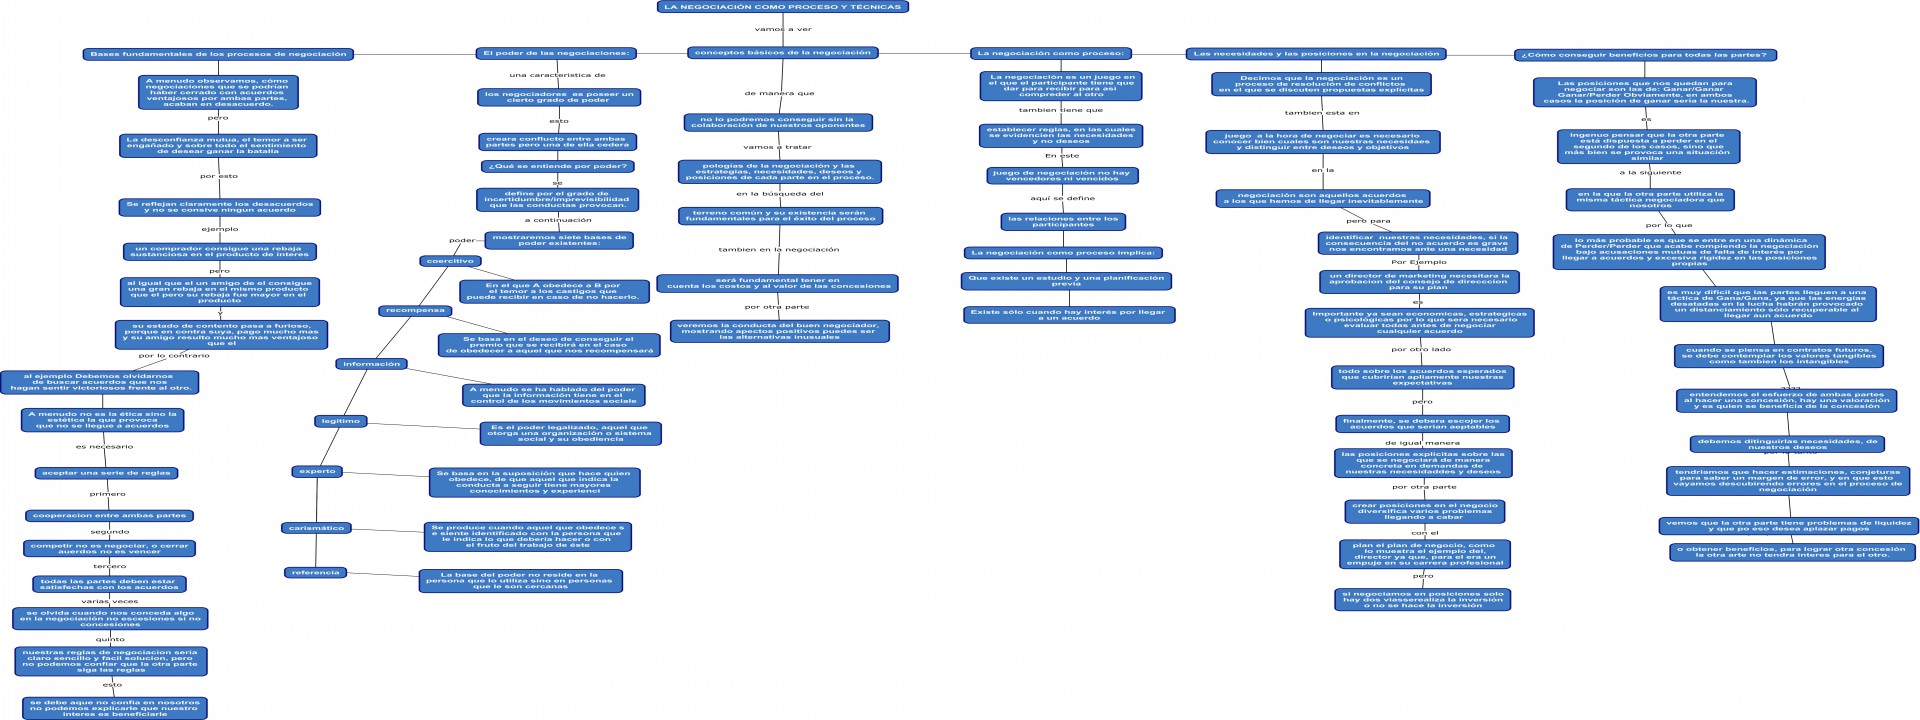 LA NEGOCIACIÓN COMO PROCESO Y TÉCNICAS
vamos a ver
Bases fundamentales de los procesos de negociación
A menudo observamos, cómo
negociaciones que se podrían
haber cerrado con acuerdos
ventajosos por ambas partes,
acaban en desacuerdo.
pero
La desconfianza mutua, el temor a ser
engañado y sobre todo el sentimiento
de desear ganar la batalla
por esto
Se reflejan claramente los desacuerdos
y no se consive ningun acuerdo
ejemplo
un comprador consigue una rebaja
sustanciosa en el producto de interes
pero
al igual que el un amigo de el consigue
una gran rebaja en el mismo producto
que el pero su rebaja fue mayor en el
producto
y
su estado de contento pasa a furioso,
porque en contra suya, pago mucho mas
y su amigo resulto mucho mas ventajoso
que el
por lo contrario
al ejemplo Debemos olvidarnos
de buscar acuerdos que nos
hagan sentir victoriosos frente al otro.
A menudo no es la ética sino la
estética la que provoca
que no se llegue a acuerdos
es necesario
aceptar una serie de reglas
primero
cooperacion entre ambas partes
segundo
competir no es negociar, o cerrar
auerdos no es vencer
tercero
todas las partes deben estar
satisfechas con los acuerdos
varias veces
se olvida cuando nos conceda algo
en la negociación no escesiones si no
concesiones
quinto
nuestras reglas de negociacion seria
claro sencillo y facil solucion, pero
no podemos confiar que la otra parte
siga las reglas
esto
se debe aque no confia en nosotros
no podemos explicarle que nuestro
interes es beneficiarle
El poder de las negociaciones:
una caracteristica de
los negociadores es poseer un
cierto grado de poder
esto
creara conflucto entre ambas
partes pero una de ella cedera
¿Qué se entiende por poder?
se
define por el grado de
incertidumbre/imprevisibilidad
que las conductas provocan.
a continuación
mostraremos siete bases de
poder existentes:
poder
coercitivo
En el que A obedece a B por
el temor a los castigos que
puede recibir en caso de no hacerlo.
recompensa
Se basa en el deseo de conseguir el
premio que se recibirá en el caso
de obedecer a aquel que nos recompensará
información
A menudo se ha hablado del poder
que la información tiene en el
control de los movimientos sociale
legitimo
Es el poder legalizado, aquel que
otorga una organización o sistema
social y su obediencia
experto
Se basa en la suposición que hace quien
obedece, de que aquel que indica la
conducta a seguir tiene mayores
conocimientos y experienci
carismático
Se produce cuando aquel que obedece s
e siente identificado con la persona que
le indica lo que debería hacer o con
el fruto del trabajo de éste
referencia
La base del poder no reside en la
persona que lo utiliza sino en personas
que le son cercanas
conceptos básicos de la negociación
de manera que
no lo podremos conseguir sin la
colaboración de nuestros oponentes
vamos a tratar
pologías de la negociación y las
estrategias, necesidades, deseos y
posiciones de cada parte en el proceso.
en la búsqueda del
terreno común y su existencia serán
fundamentales para el éxito del proceso
tambien en la negociación
será fundamental tener en
cuenta los costos y al valor de las concesiones
por otra parte
veremos la conducta del buen negociador,
mostrando apectos positivos puedes ser
las alternativas inusuales
La negociación como proceso:
La negociación es un juego en
el que el participante tiene que
dar para recibir para asi
compreder al otro
tambien tiene que
establecer reglas, en las cuales
se evidencien las necesidades
y no deseos
En este
juego de negociación no hay
vencedores ni vencidos
aquí se define
las relaciones entre los
participantes
La negociación como proceso implica:
Que existe un estudio y una planificación
previa
Existe sólo cuando hay interés por llegar
a un acuerdo
Las necesidades y las posiciones en la negociación
Decimos que la negociación es un
proceso de resolución de conflictos
en el que se discuten propuestas explícitas
tambien esta en
juego a la hora de negociar es necesario
conocer bien cuales son nuestras necesidaes
y distinguir entre deseos y objetivos
en la
negociación son aquellos acuerdos
a los que hemos de llegar inevitablemente
pero para
identificar nuestras necesidades, si la
consecuencia del no acuerdo es grave
nos encontramos ante una necesidad
Por Ejemplo
un director de marketing necesitara la
aprobacion del consejo de direcccion
para su plan
es
Importante ya sean economicas, estrategicas
o psicológicas por lo que sera necesario
evaluar todas antes de negociar
cualquier acuerdo
por otro lado
todo sobre los acuerdos esperados
que cubrirían apliamente nuestras
expectativas
pero
finalmente, se debera escojer los
acuerdos que serian aeptables
de igual manera
las posiciones explícitas sobre las
que se negociará de manera
concreta en demandas de
nuestras necesidaddes y deseos
por otra parte
crear posiciones en el negocio
diversifica varios problemas
llegando a cabar
con el
plan el plan de negocio, como
lo muestra el ejemplo del,
director ya que, para el era un
empuje en su carrera profesional
pero
si negociamos en posiciones solo
hay dos viasserealiza la inversión
o no se hace la inversión
¿Cómo conseguir beneficios para todas las partes?
Las posiciones que nos quedan para
negociar son las de: Ganar/Ganar
Ganar/Perder Obviamente, en ambos
casos la posición de ganar sería la nuestra.
es
ingenuo pensar que la otra parte
está dispuesta a perder en el
segundo de los casos, sino que
más bien se provoca una situación
similar
a la siguiente
en la que la otra parte utiliza la
misma táctica negociadora que
nosotros
por lo que
lo más probable es que se entre en una dinámica
de Perder/Perder que acabe rompiendo la negociación
bajo acusaciones mutuas de falta de interés por
llegar a acuerdos y excesiva rigidez en las posiciones
propias
es muy difícil que las partes lleguen a una
táctica de Gana/Gana, ya que las energías
desatadas en la lucha habrán provocado
un distanciamiento sólo recuperable al
llegar aun acuerdo
cuando se piensa en contratos futuros,
se debe contemplar los valores tangibles
como tambien los intangibles
????
entendemos el esfuerzo de ambas partes
al hacer una concesión, hay una valoración
y es quien se beneficia de la concesión
debemos ditinguirlas necesidades, de
nuestros deseos
por lo tanto
tendriamos que hacer estimaciones, conjeturas
para saber un margen de error, y en que esto
vayamos descubirendo errores en el proceso de
negociación
vemos que la otra parte tiene problemas de liquidez
y que po eso desea aplazar pagos
o obtener beneficios, para lograr otra concesión
la otra arte no tendra interes para el otro.